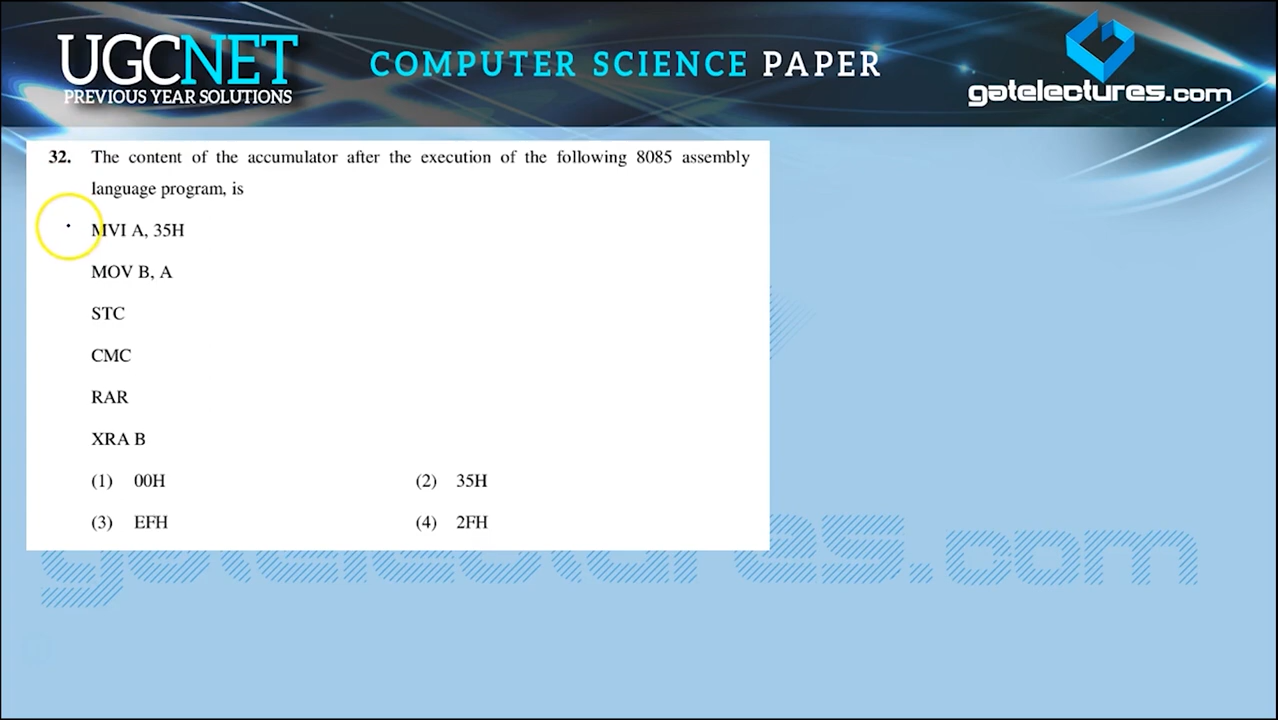 UGCNET
PREVIOUS YEAR SOLUTIONS
COMPUTER SCIENCE PAPER
gatelectures.com
32. The content of the accumulator after the execution of the following 8085 assembly
language program, is
MVI A, 35H
MOV B, A
STC
CMC
RAR
XRA B
(1) 00H (2) 35H
(3) EFH (4) 2FH
gatelectures.com